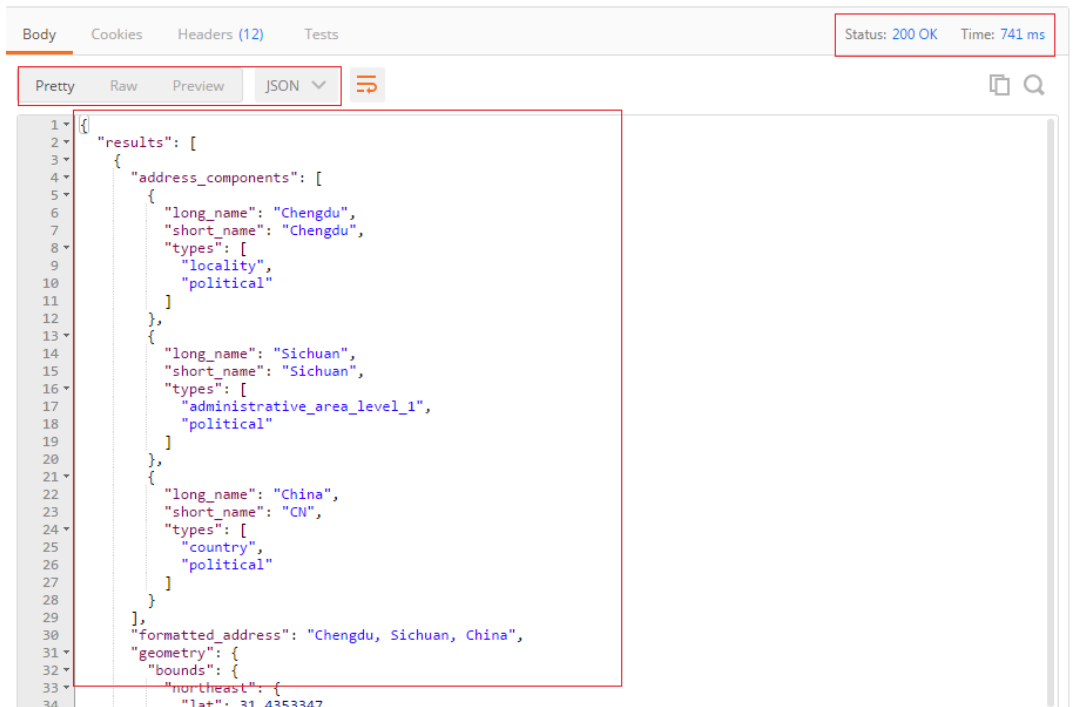 Body Cookies Headers (12) Tests Status: 200 OK Time: 741 ms
Pretty Raw Preview JSON
1 {
2 "results": [
3 {
4 "address_components": [
5 {
6 "long_name": "Chengdu",
7 "short_name": "Chengdu",
8 "types": [
9 "locality",
10 "political"
11 ]
12 },
13 {
14 "long_name": "Sichuan",
15 "short_name": "Sichuan",
16 "types": [
17 "administrative_area_level_1",
18 "political"
19 ]
20 },
21 {
22 "long_name": "China",
23 "short_name": "CN",
24 "types": [
25 "country",
26 "political"
27 ]
28 }
29 ],
30 "formatted_address": "Chengdu, Sichuan, China",
31 "geometry": {
32 "bounds": {
33 "northeast": {
34 "lat": 31.4353347